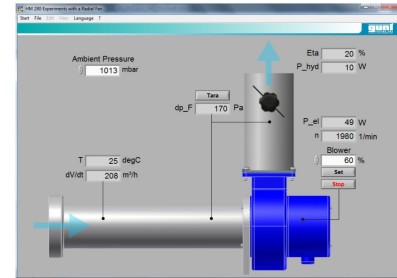 HM 280 Experiments with a Radial Fan
Start File Edit View Language ?
gunt
Ambient Pressure
1013 mbar
Eta 20 %
P_hyd 10 W
Tara
dp_F 170 Pa
P_el 49 W
n 1980 1/min
Blower
60 %
Set
Stop
T 25 degC
dV/dt 208 m³/h